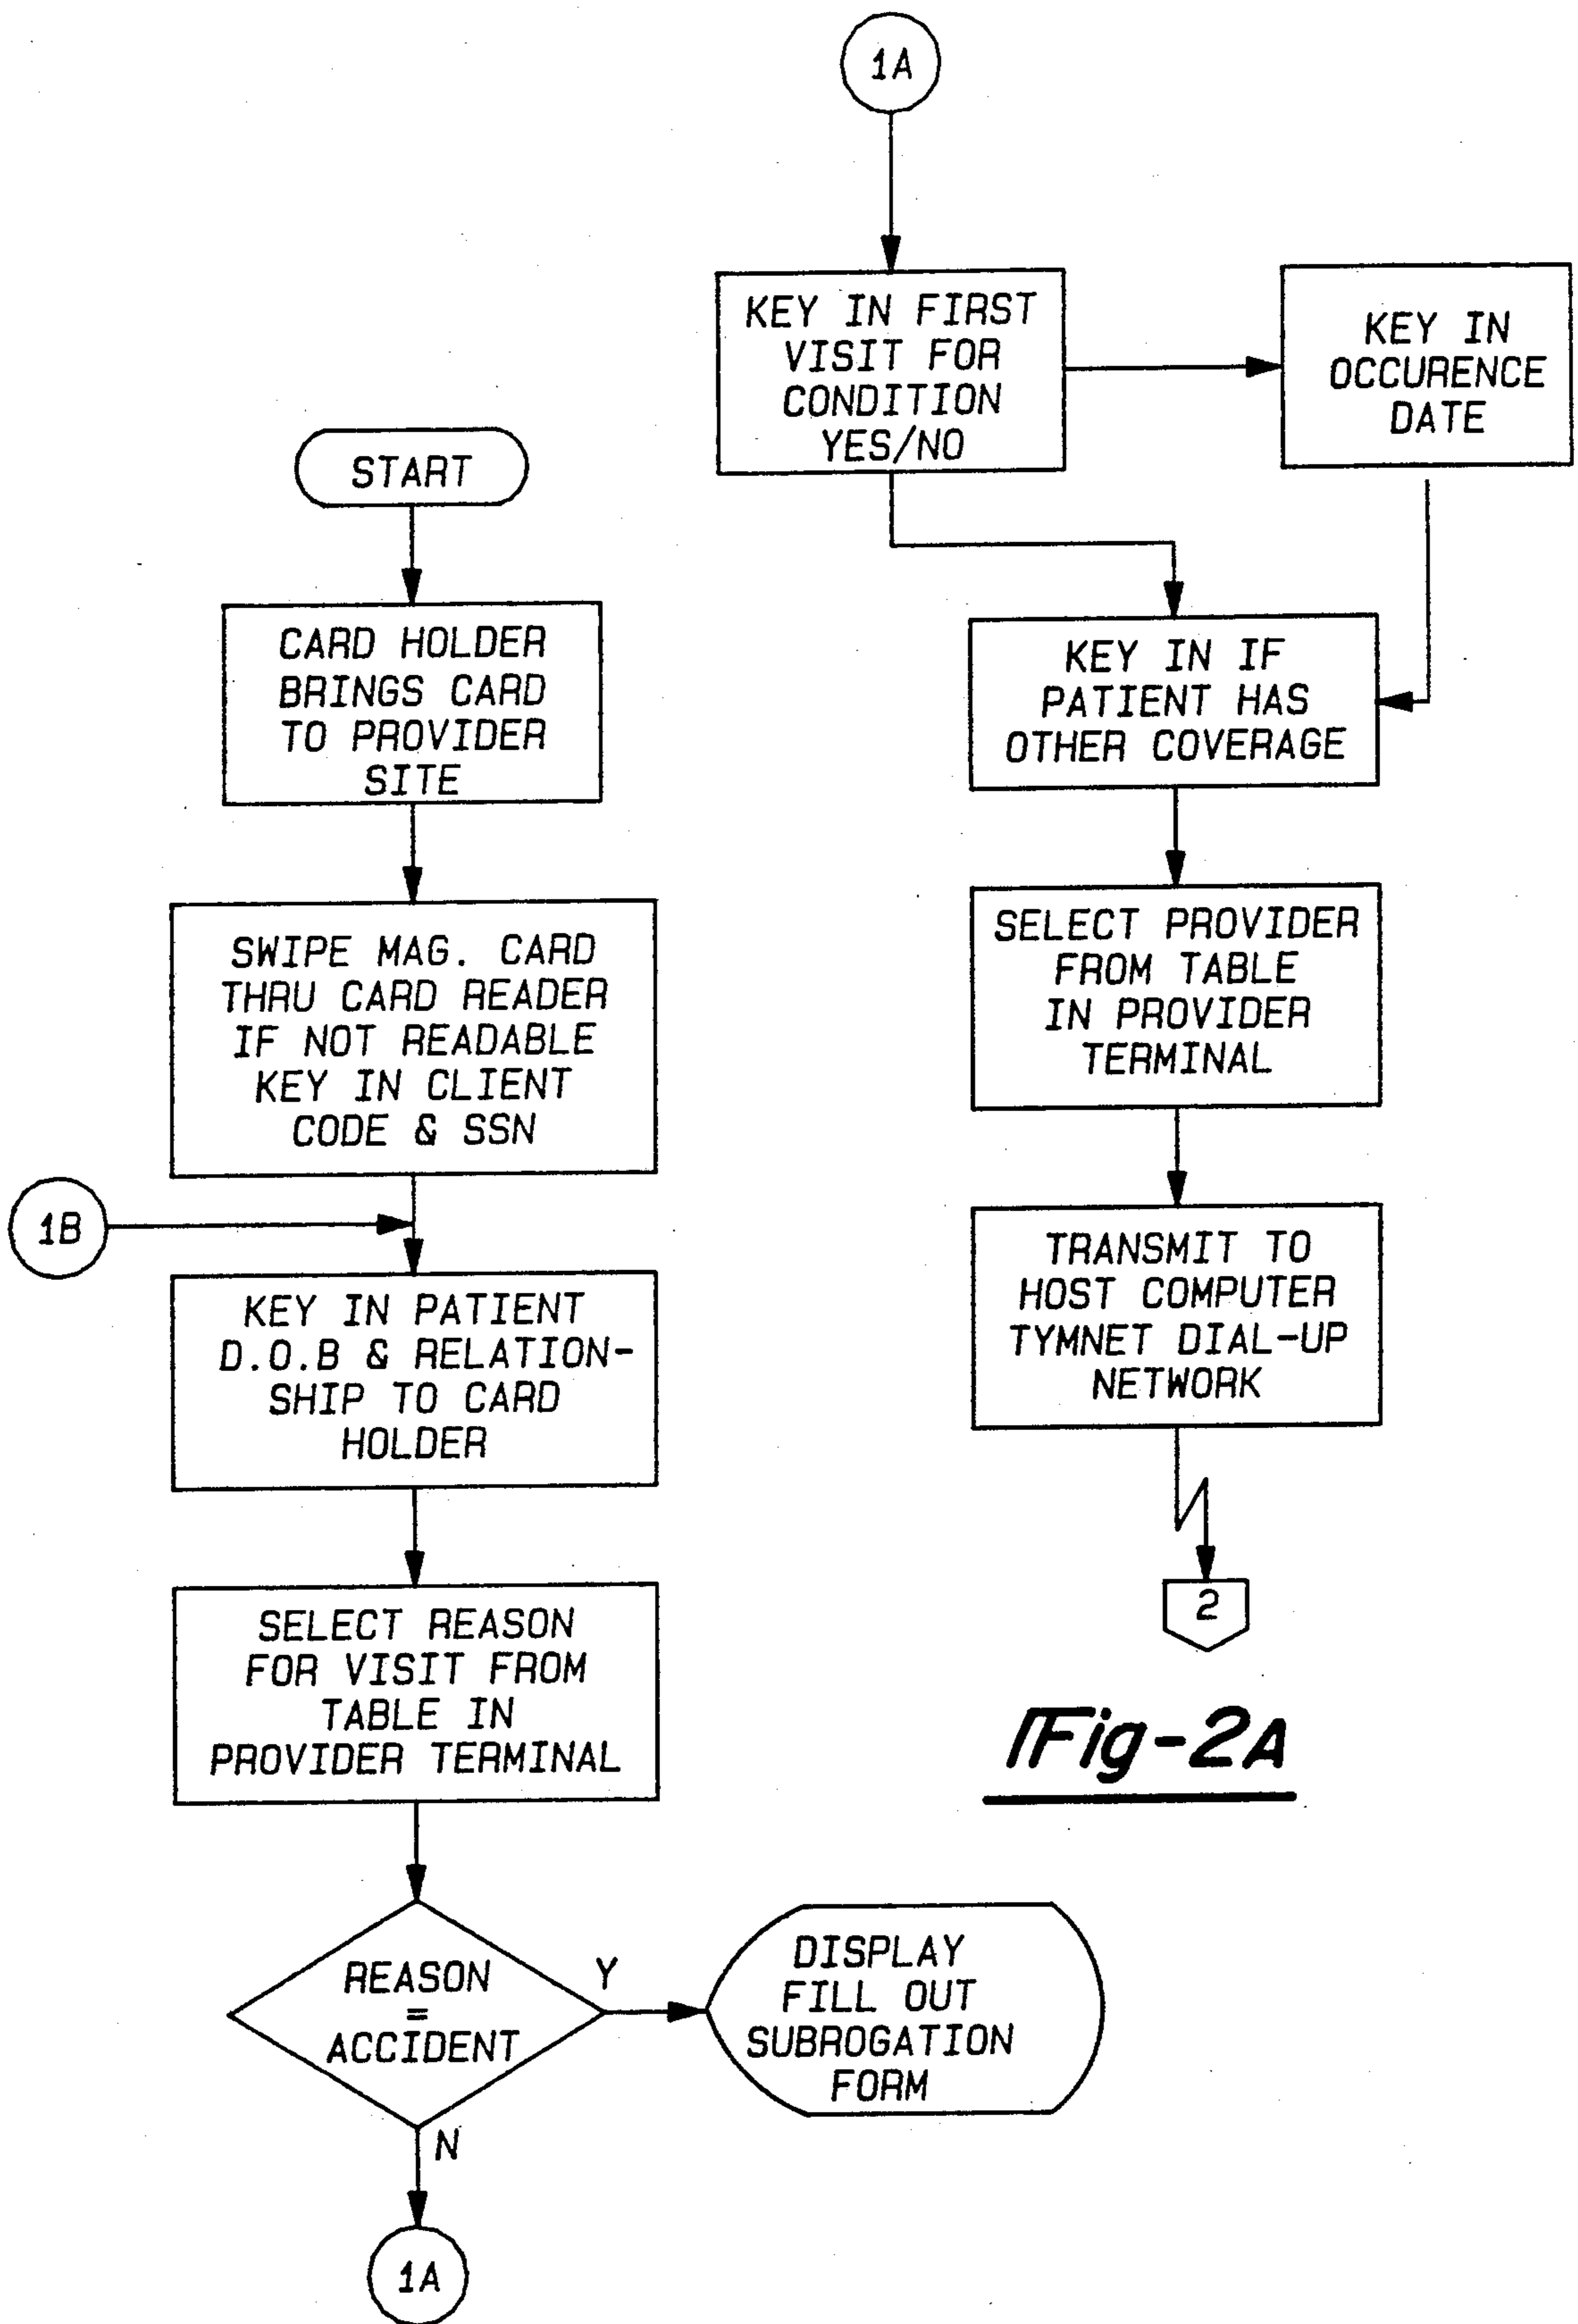 START
CARD HOLDER
BRINGS CARD
TO PROVIDER
SITE
SWIPE MAG. CARD
THRU CARD READER
IF NOT READABLE
KEY IN CLIENT
CODE & SSN
1B
KEY IN PATIENT
D.O.B & RELATION-
SHIP TO CARD
HOLDER
SELECT REASON
FOR VISIT FROM
TABLE IN
PROVIDER TERMINAL
REASON
=
ACCIDENT
Y
DISPLAY
FILL OUT
SUBROGATION
FORM
N
1A
1A
KEY IN FIRST
VISIT FOR
CONDITION
YES/NO
KEY IN
OCCURENCE
DATE
KEY IN IF
PATIENT HAS
OTHER COVERAGE
SELECT PROVIDER
FROM TABLE
IN PROVIDER
TERMINAL
TRANSMIT TO
HOST COMPUTER
TYMNET DIAL-UP
NETWORK
2
Fig-2A